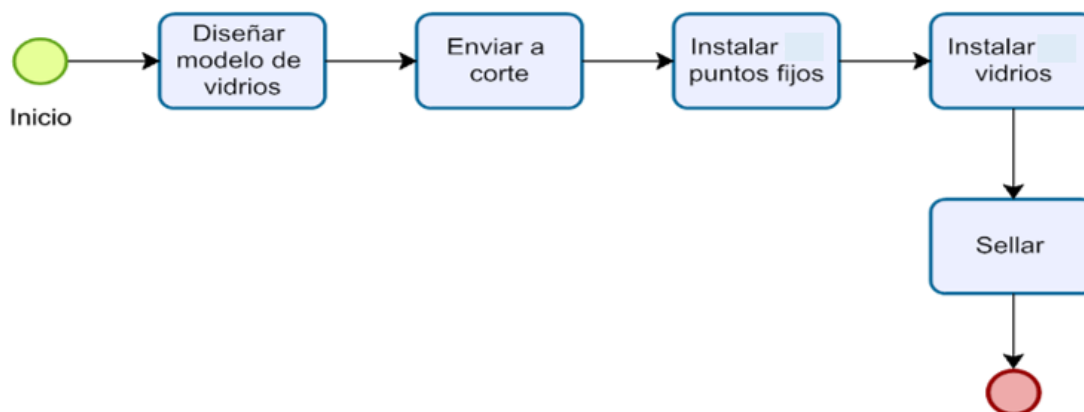 Inicio
Diseñar
modelo de
vidrios
Enviar a
corte
Instalar
puntos fijos
Instalar
vidrios
Sellar